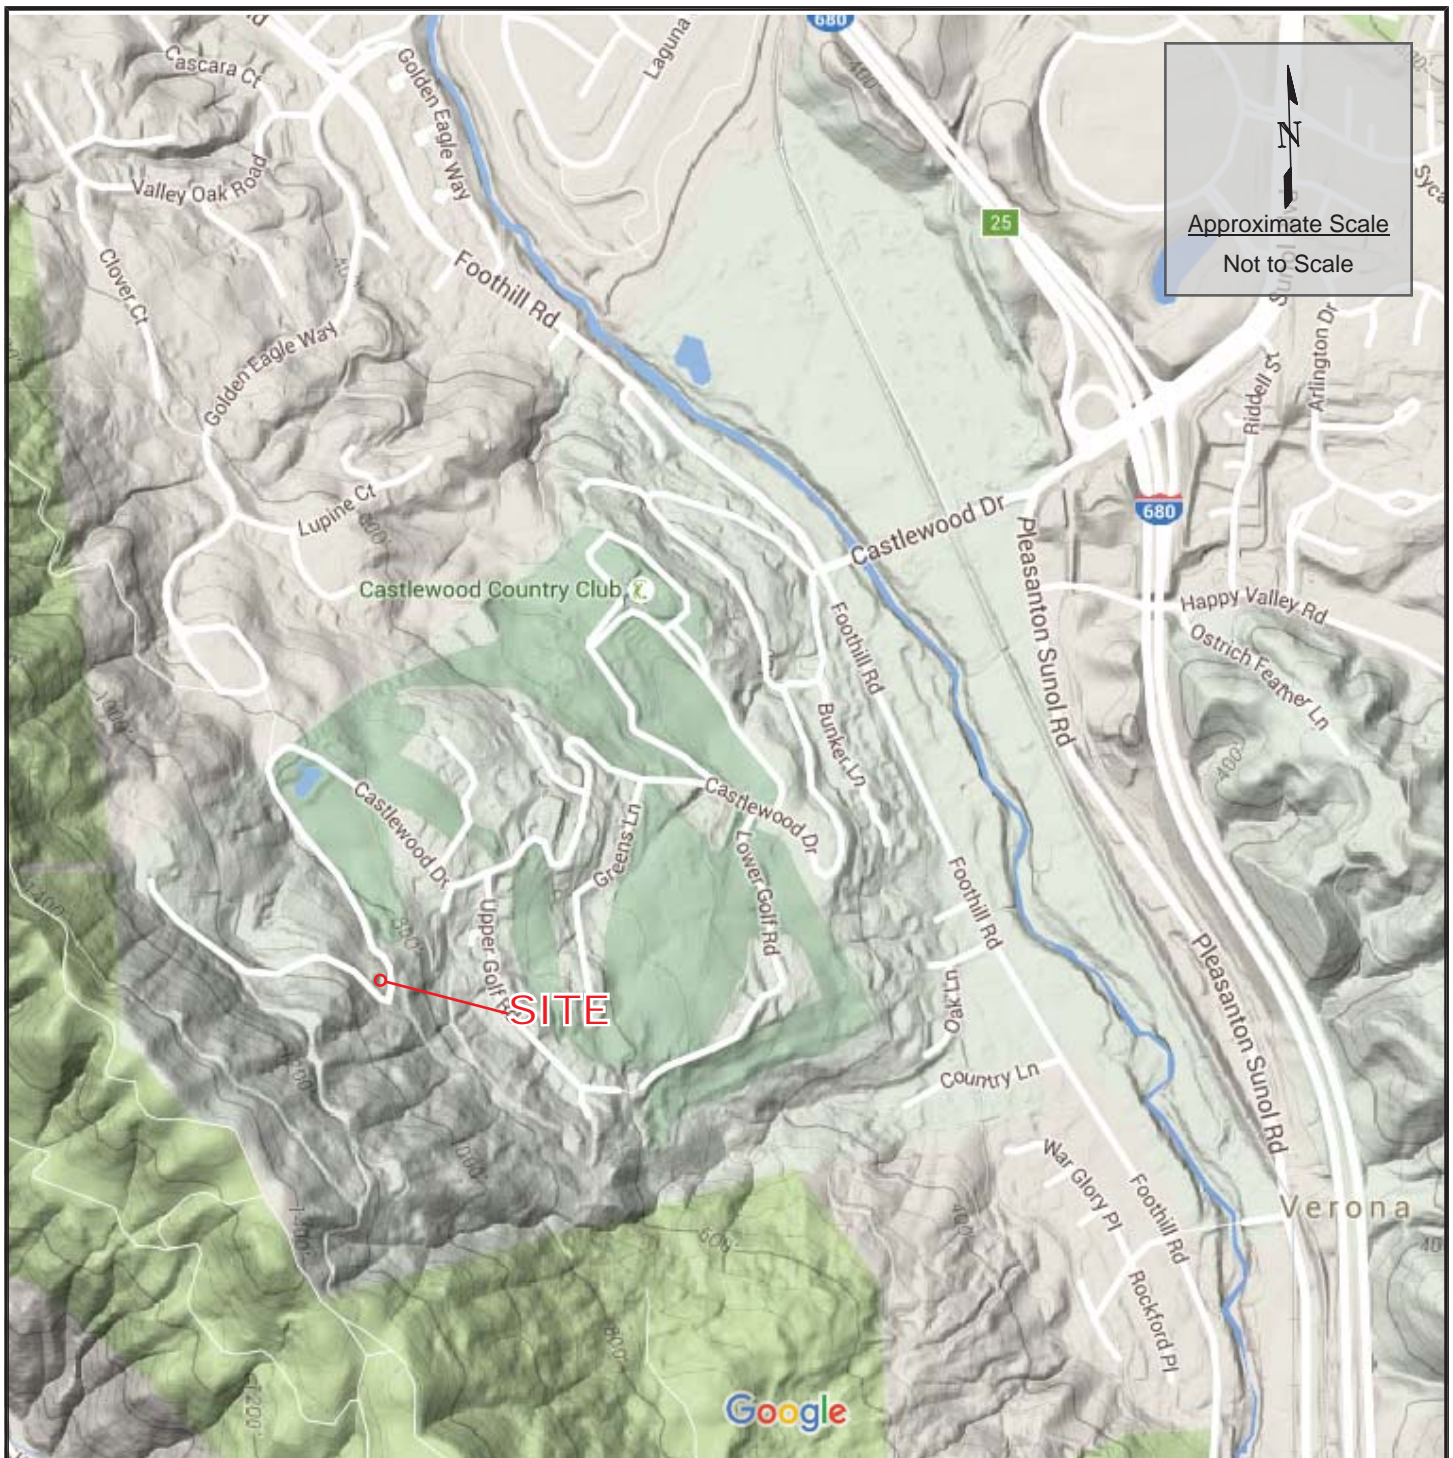 680
Laguna
Cascara Ct
Golden Eagle Way
400'
N
Approximate Scale
Not to Scale
Valley Oak Road
25
Clover Ct
Foothill Rd
Golden Eagle Way
Arlington Dr
Riddell St
Lupine Ct
Castlewood Dr
680
Pleasanton Sunol Rd
Castlewood Country Club
Happy Valley Rd
Ostrich Feather Ln
Foothill Rd
Bunker Ln
400'
Castlewood Dr
Castlewood Dr
Greens Ln
Lower Golf Rd
Foothill Rd
800'
Upper Golf
SITE
Oak Ln
Pleasanton Sunol Rd
Country Ln
War Glory Pl
Foothill Rd
Verona
400'
600'
Rockford Pl
800'
1200'
Google